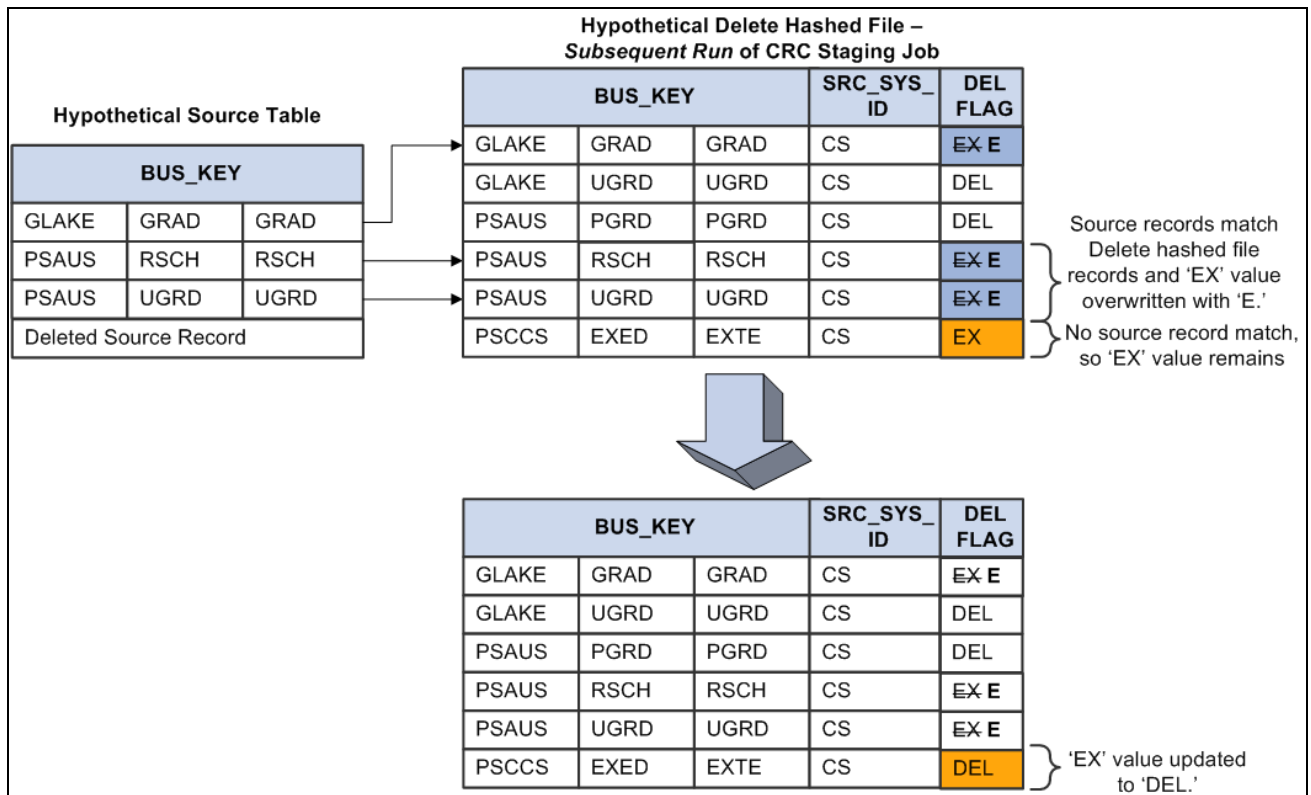 Hypothetical Delete Hashed File –
Subsequent Run of CRC Staging Job
Hypothetical Source Table
BUS_KEY
GLAKE GRAD GRAD
PSAUS RSCH RSCH
PSAUS UGRD UGRD
Deleted Source Record
BUS_KEY SRC_SYS_ID DEL FLAG
GLAKE GRAD GRAD CS EX E
GLAKE UGRD UGRD CS DEL
PSAUS PGRD PGRD CS DEL
PSAUS RSCH RSCH CS EX E
PSAUS UGRD UGRD CS EX E
PSCCS EXED EXTE CS EX
Source records match
Delete hashed file
records and ‘EX’ value
overwritten with ‘E.’
No source record match,
so ‘EX’ value remains
BUS_KEY SRC_SYS_ID DEL FLAG
GLAKE GRAD GRAD CS EX E
GLAKE UGRD UGRD CS DEL
PSAUS PGRD PGRD CS DEL
PSAUS RSCH RSCH CS EX E
PSAUS UGRD UGRD CS EX E
PSCCS EXED EXTE CS DEL
‘EX’ value updated
to ‘DEL.’